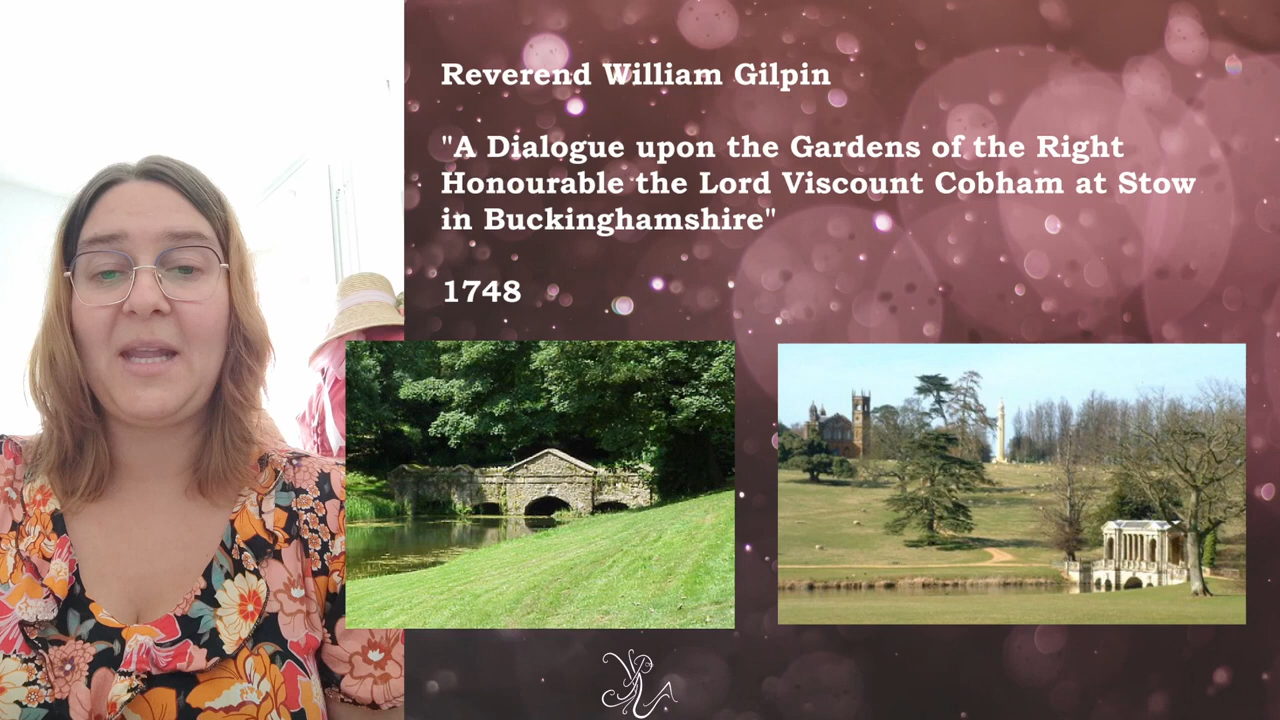 Reverend William Gilpin
"A Dialogue upon the Gardens of the Right
Honourable the Lord Viscount Cobham at Stow
in Buckinghamshire"
1748